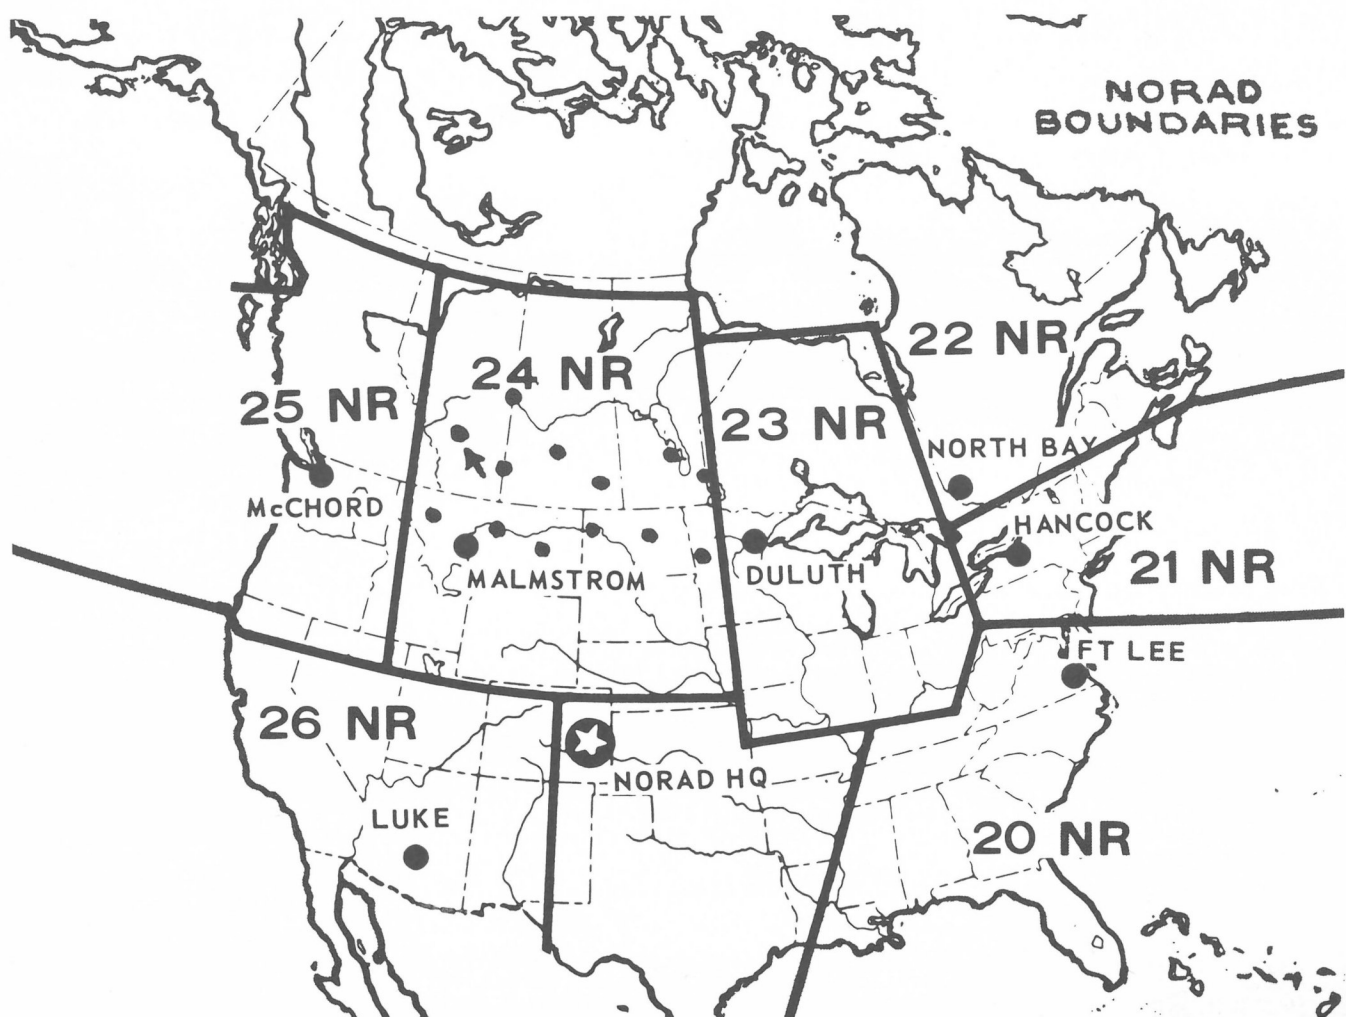 NORAD
BOUNDARIES
22 NR
24 NR
25 NR
23 NR
NORTH BAY
McCHORD
HANCOCK
21 NR
MALMSTROM
DULUTH
FT LEE
26 NR
NORAD HQ
LUKE
20 NR